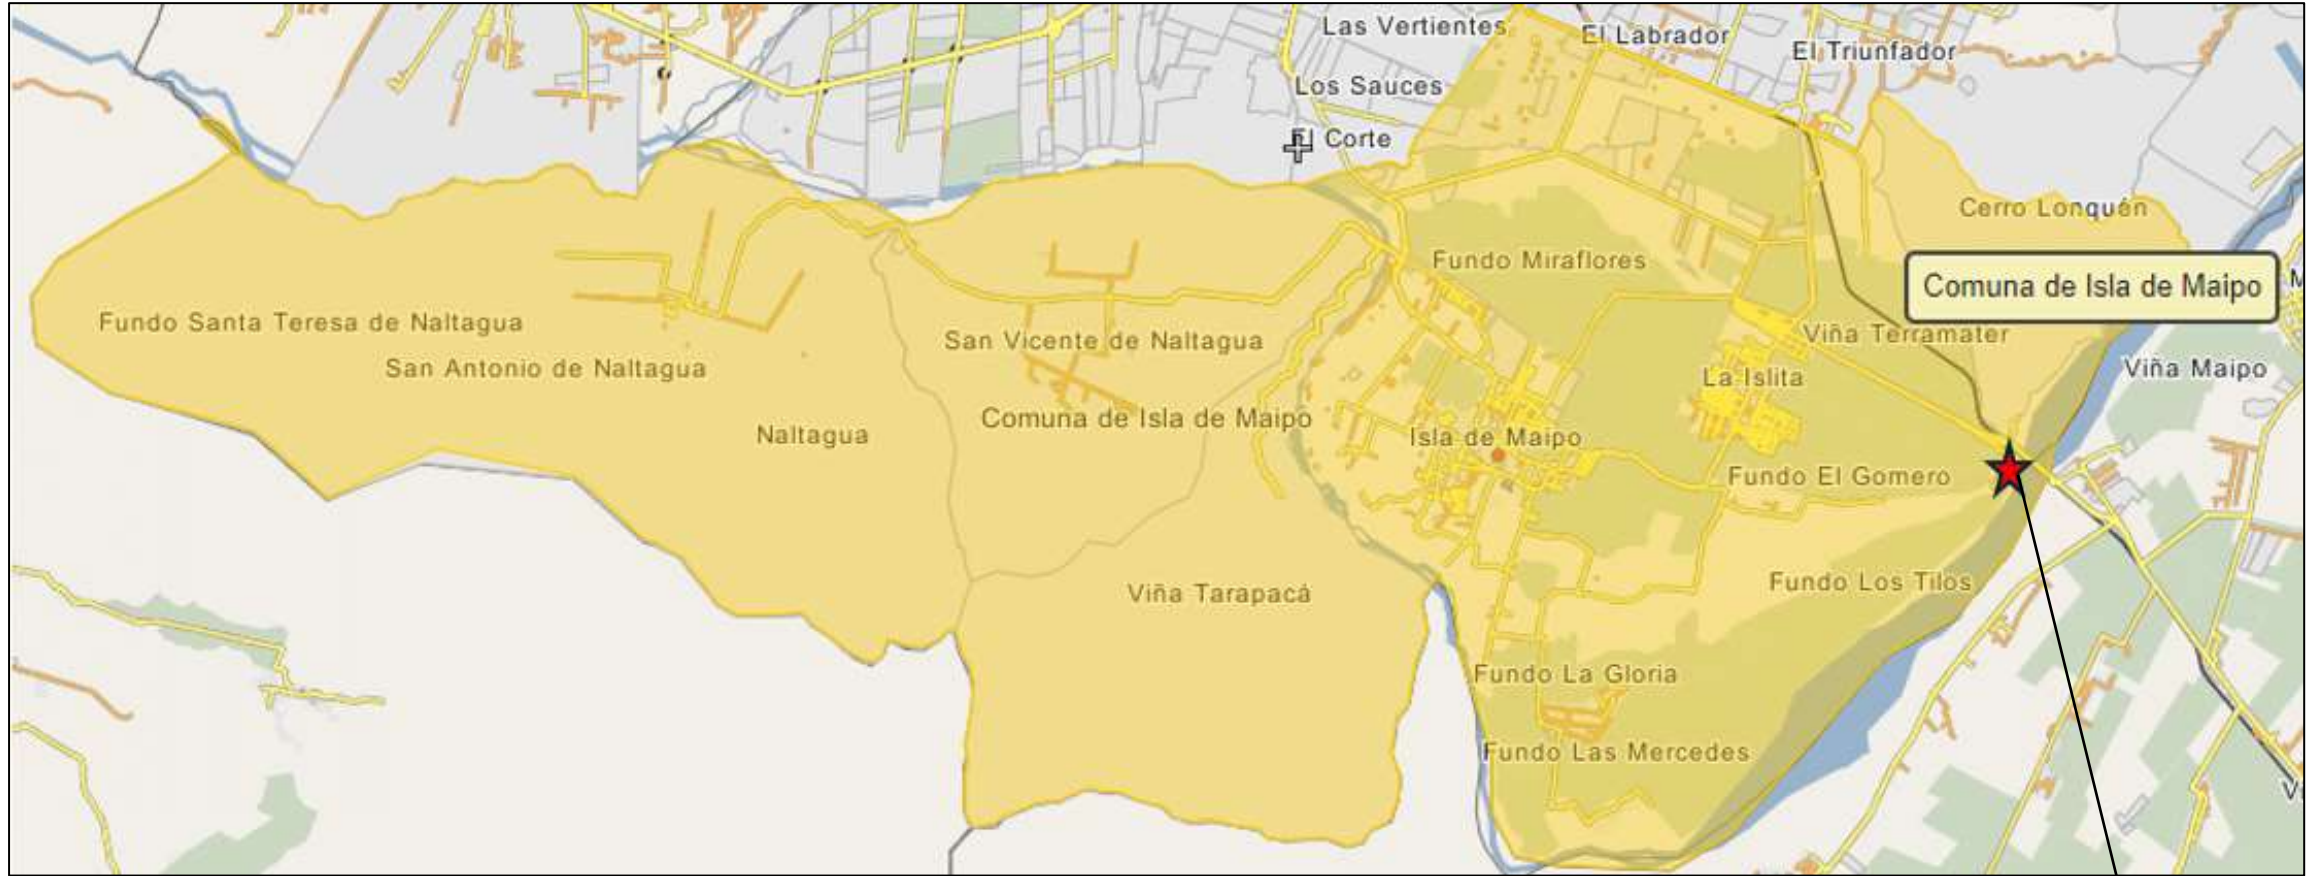 Las Vertientes
El Labrador
El Triunfador
Los Sauces
El Corte
Cerro Lonquén
Fundo Miraflores
Comuna de Isla de Maipo
Fundo Santa Teresa de Naltagua
San Vicente de Naltagua
Viña Terramater
San Antonio de Naltagua
La Islita
Viña Maipo
Comuna de Isla de Maipo
Naltagua
Isla de Maipo
Fundo El Gomero
Viña Tarapacá
Fundo Los Tilos
Fundo La Gloria
Fundo Las Mercedes